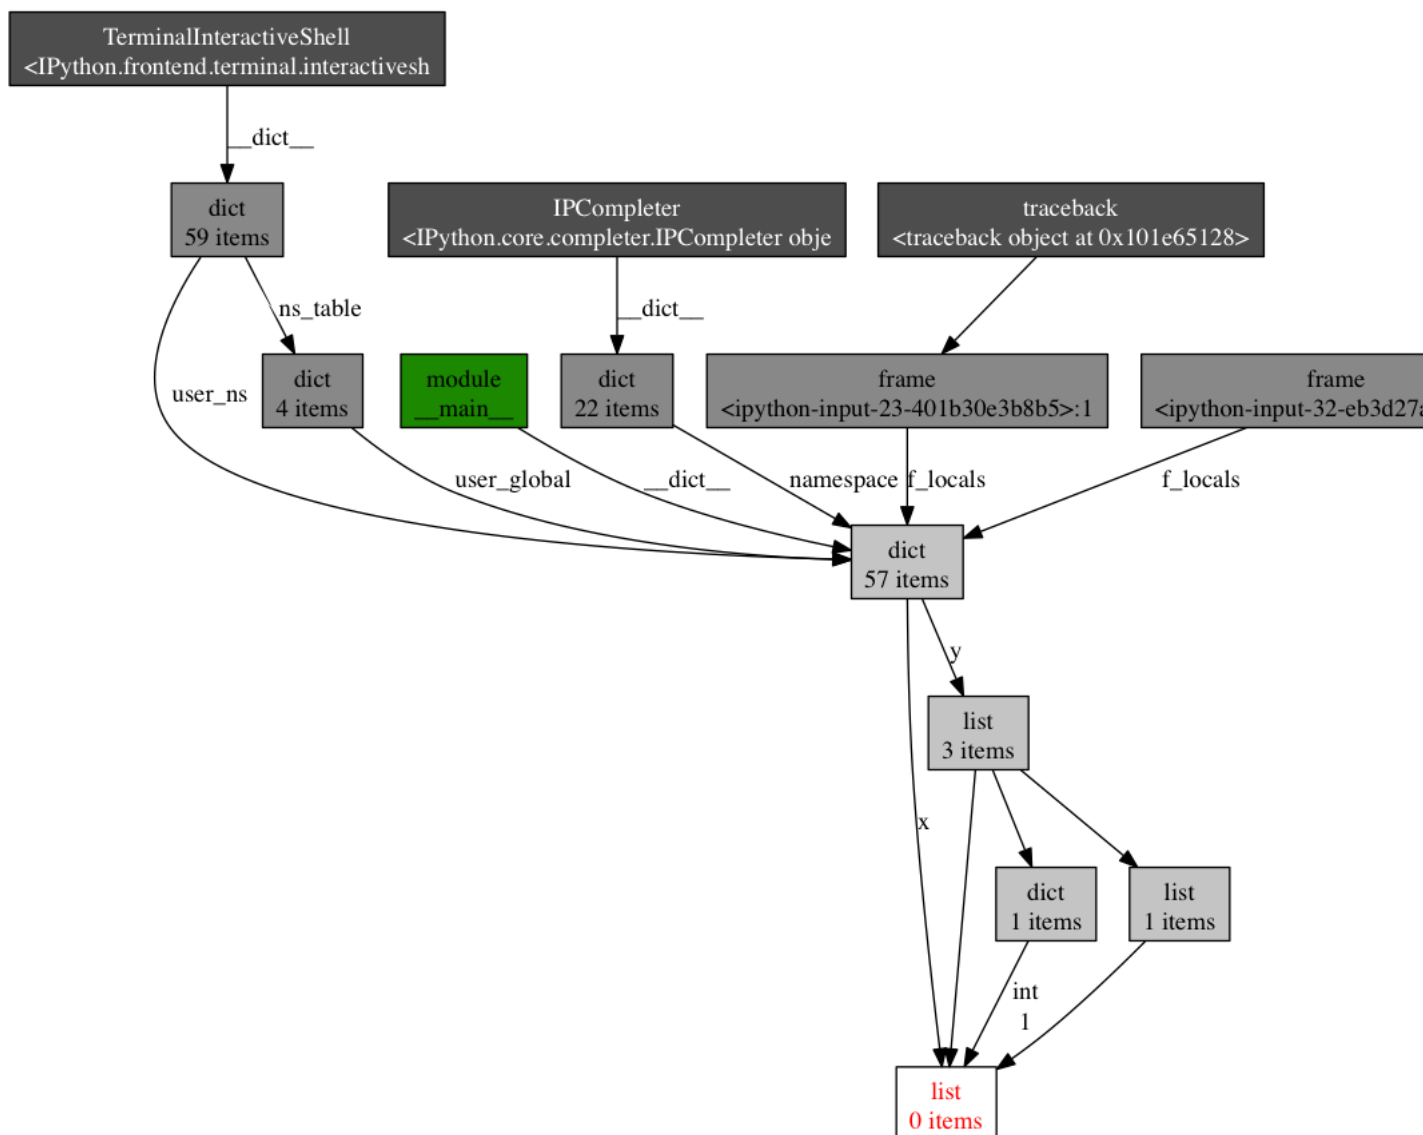 TerminalInteractiveShell
<IPython.frontend.terminal.interactivesh
__dict__
dict
59 items
IPCompleter
<IPython.core.completer.IPCompleter obje
traceback
<traceback object at 0x101e65128>
ns_table
__dict__
user_ns
dict
4 items
module
__main__
dict
22 items
frame
<ipython-input-23-401b30e3b8b5>:1
frame
<ipython-input-32-eb3d27a
user_global
__dict__
namespace
f_locals
f_locals
dict
57 items
y
list
3 items
x
dict
1 items
list
1 items
int
1
list
0 items